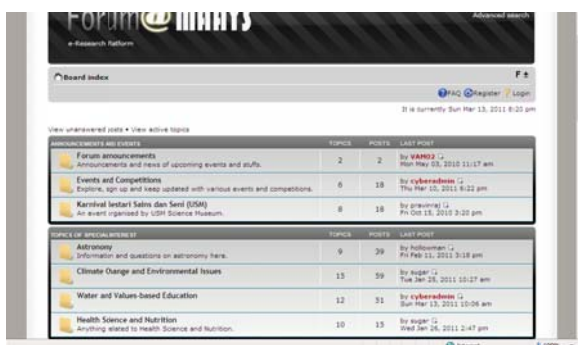 Forum@MAAYS
Advanced search
e-Research Ratform
Board index
FAQ Register Login
It is currently Sun Mar 13, 2011 6:20 pm
View unanswered posts • View active topics
ANNOUNCEMENTS AND EVENTS TOPICS POSTS LAST POST
Forum announcements
Announcements and news of upcoming events and stuffs.
2 2
by VAM02
Mon May 03, 2010 11:17 am
Events and Competitions
Explore, sign up and keep updated with various events and competitions.
6 18
by cyberadmin
Thu Mar 10, 2011 6:22 pm
Karnival lestari Sains dan Seni (USM)
An event organised by USM Science Museum.
8 16
by pravinraj
Fri Oct 15, 2010 3:20 pm
TOPICS OF SPECIAL INTEREST TOPICS POSTS LAST POST
Astronomy
Information and questions on astronomy here.
9 39
by hollowman
Fri Feb 11, 2011 3:18 pm
Climate Change and Environmental Issues
15 59
by sugar
Tue Jan 25, 2011 10:27 am
Water and Values-based Education
12 51
by cyberadmin
Sun Mar 13, 2011 10:06 am
Health Science and Nutrition
Anything related to Health Science and Nutrition.
10 15
by sugar
Wed Jan 26, 2011 2:47 pm